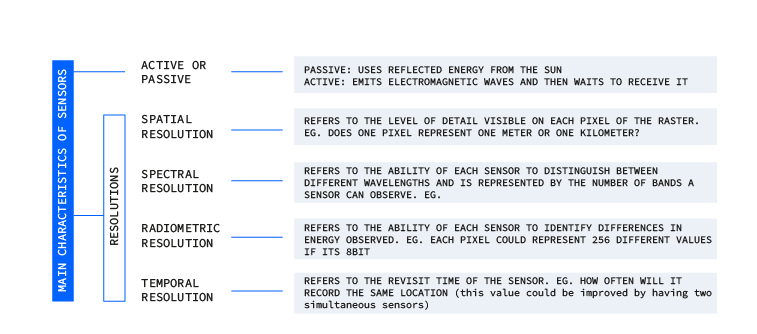 MAIN CHARACTERISTICS OF SENSORS
ACTIVE OR
PASSIVE
PASSIVE: USES REFLECTED ENERGY FROM THE SUN
ACTIVE: EMITS ELECTROMAGNETIC WAVES AND THEN WAITS TO RECEIVE IT
RESOLUTIONS
SPATIAL
RESOLUTION
REFERS TO THE LEVEL OF DETAIL VISIBLE ON EACH PIXEL OF THE RASTER.
EG. DOES ONE PIXEL REPRESENT ONE METER OR ONE KILOMETER?
SPECTRAL
RESOLUTION
REFERS TO THE ABILITY OF EACH SENSOR TO DISTINGUISH BETWEEN
DIFFERENT WAVELENGTHS AND IS REPRESENTED BY THE NUMBER OF BANDS A
SENSOR CAN OBSERVE. EG.
RADIOMETRIC
RESOLUTION
REFERS TO THE ABILITY OF EACH SENSOR TO IDENTIFY DIFFERENCES IN
ENERGY OBSERVED. EG. EACH PIXEL COULD REPRESENT 256 DIFFERENT VALUES
IF ITS 8BIT
TEMPORAL
RESOLUTION
REFERS TO THE REVISIT TIME OF THE SENSOR. EG. HOW OFTEN WILL IT
RECORD THE SAME LOCATION (this value could be improved by having two
simultaneous sensors)